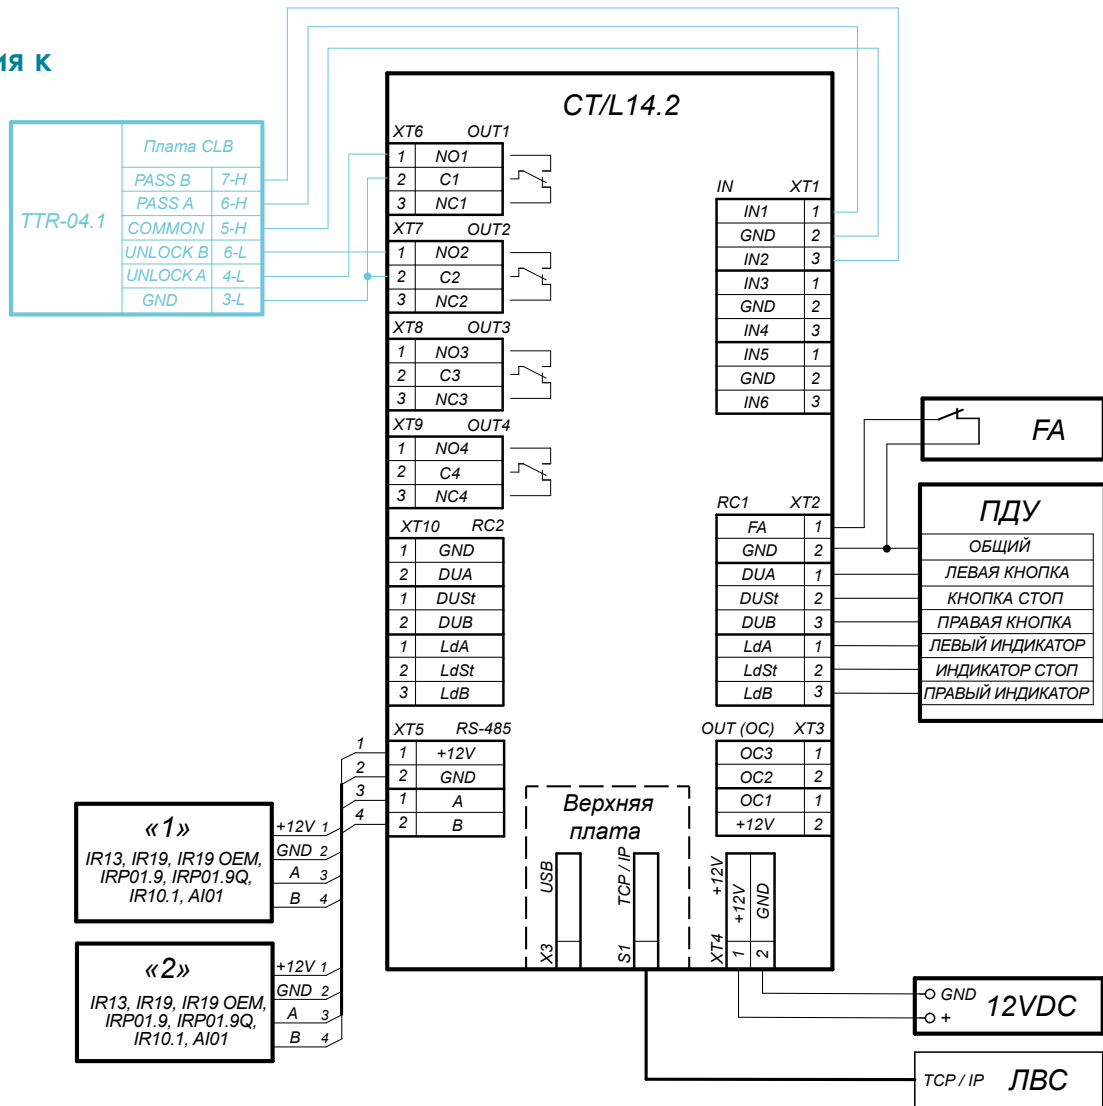 ия к
CT/L14.2
TTR-04.1
Плата CLB
PASS B 7-H
PASS A 6-H
COMMON 5-H
UNLOCK B 6-L
UNLOCK A 4-L
GND 3-L
XT6 OUT1
1 NO1
2 C1
3 NC1
XT7 OUT2
1 NO2
2 C2
3 NC2
XT8 OUT3
1 NO3
2 C3
3 NC3
XT9 OUT4
1 NO4
2 C4
3 NC4
XT10 RC2
1 GND
2 DUA
1 DUSt
2 DUB
1 LdA
2 LdSt
3 LdB
XT5 RS-485
1 1 +12V
2 2 GND
3 1 A
4 2 B
IN XT1
IN1 1
GND 2
IN2 3
IN3 1
GND 2
IN4 3
IN5 1
GND 2
IN6 3
RC1 XT2
FA 1
GND 2
DUA 1
DUSt 2
DUB 3
LdA 1
LdSt 2
LdB 3
OUT (OC) XT3
OC3 1
OC2 2
OC1 1
+12V 2
FA
ПДУ
ОБЩИЙ
ЛЕВАЯ КНОПКА
КНОПКА СТОП
ПРАВАЯ КНОПКА
ЛЕВЫЙ ИНДИКАТОР
ИНДИКАТОР СТОП
ПРАВЫЙ ИНДИКАТОР
Верхняя
плата
X3 USB
S1 TCP / IP
XT4 +12V
1 +12V
2 GND
«1»
IR13, IR19, IR19 OEM,
IRP01.9, IRP01.9Q,
IR10.1, AI01
+12V 1
GND 2
A 3
B 4
«2»
IR13, IR19, IR19 OEM,
IRP01.9, IRP01.9Q,
IR10.1, AI01
+12V 1
GND 2
A 3
B 4
GND
+
12VDC
TCP / IP ЛВС